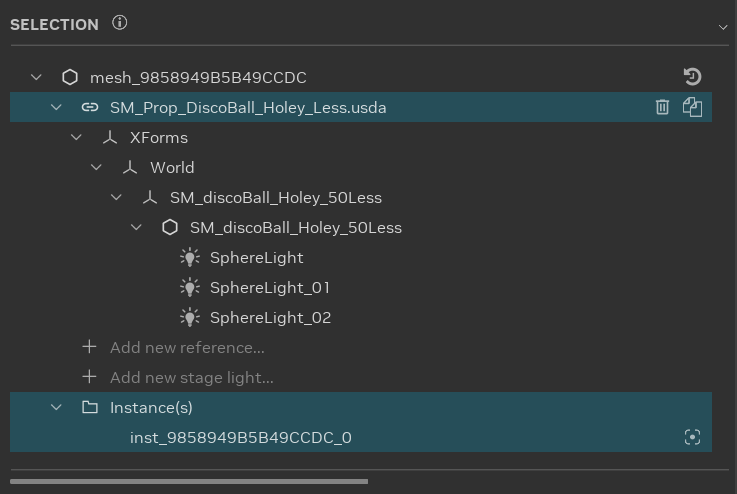 SELECTION
mesh_9858949B5B49CCDC
SM_Prop_DiscoBall_Holey_Less.usda
XForms
World
SM_discoBall_Holey_50Less
SM_discoBall_Holey_50Less
SphereLight
SphereLight_01
SphereLight_02
Add new reference...
Add new stage light...
Instance(s)
inst_9858949B5B49CCDC_0